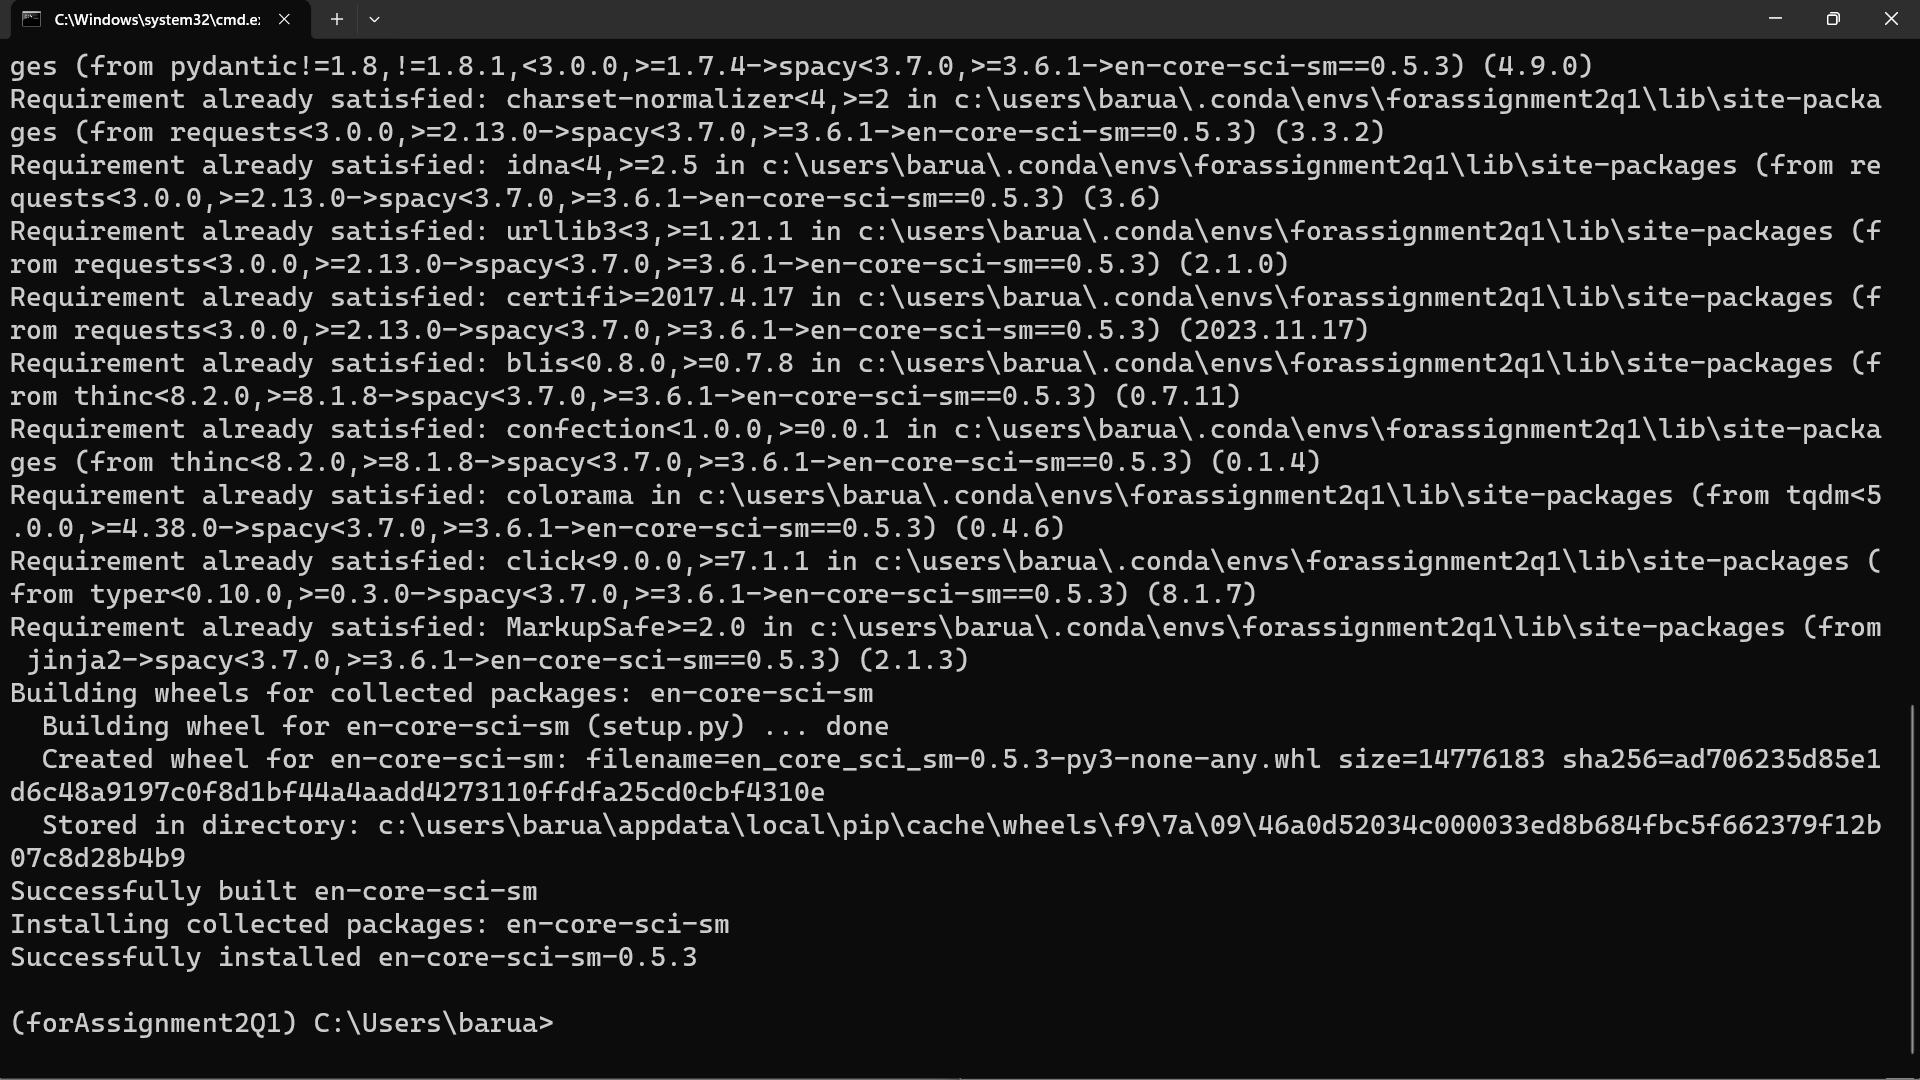 C:\Windows\system32\cmd.e
ges (from pydantic!=1.8,!=1.8.1,<3.0.0,>=1.7.4->spacy<3.7.0,>=3.6.1->en-core-sci-sm==0.5.3) (4.9.0)
Requirement already satisfied: charset-normalizer<4,>=2 in c:\users\barua\.conda\envs\forassignment2q1\lib\site-packa
ges (from requests<3.0.0,>=2.13.0->spacy<3.7.0,>=3.6.1->en-core-sci-sm==0.5.3) (3.3.2)
Requirement already satisfied: idna<4,>=2.5 in c:\users\barua\.conda\envs\forassignment2q1\lib\site-packages (from re
quests<3.0.0,>=2.13.0->spacy<3.7.0,>=3.6.1->en-core-sci-sm==0.5.3) (3.6)
Requirement already satisfied: urllib3<3,>=1.21.1 in c:\users\barua\.conda\envs\forassignment2q1\lib\site-packages (f
rom requests<3.0.0,>=2.13.0->spacy<3.7.0,>=3.6.1->en-core-sci-sm==0.5.3) (2.1.0)
Requirement already satisfied: certifi>=2017.4.17 in c:\users\barua\.conda\envs\forassignment2q1\lib\site-packages (f
rom requests<3.0.0,>=2.13.0->spacy<3.7.0,>=3.6.1->en-core-sci-sm==0.5.3) (2023.11.17)
Requirement already satisfied: blis<0.8.0,>=0.7.8 in c:\users\barua\.conda\envs\forassignment2q1\lib\site-packages (f
rom thinc<8.2.0,>=8.1.8->spacy<3.7.0,>=3.6.1->en-core-sci-sm==0.5.3) (0.7.11)
Requirement already satisfied: confection<1.0.0,>=0.0.1 in c:\users\barua\.conda\envs\forassignment2q1\lib\site-packa
ges (from thinc<8.2.0,>=8.1.8->spacy<3.7.0,>=3.6.1->en-core-sci-sm==0.5.3) (0.1.4)
Requirement already satisfied: colorama in c:\users\barua\.conda\envs\forassignment2q1\lib\site-packages (from tqdm<5
.0.0,>=4.38.0->spacy<3.7.0,>=3.6.1->en-core-sci-sm==0.5.3) (0.4.6)
Requirement already satisfied: click<9.0.0,>=7.1.1 in c:\users\barua\.conda\envs\forassignment2q1\lib\site-packages (
from typer<0.10.0,>=0.3.0->spacy<3.7.0,>=3.6.1->en-core-sci-sm==0.5.3) (8.1.7)
Requirement already satisfied: MarkupSafe>=2.0 in c:\users\barua\.conda\envs\forassignment2q1\lib\site-packages (from
 jinja2->spacy<3.7.0,>=3.6.1->en-core-sci-sm==0.5.3) (2.1.3)
Building wheels for collected packages: en-core-sci-sm
  Building wheel for en-core-sci-sm (setup.py) ... done
  Created wheel for en-core-sci-sm: filename=en_core_sci_sm-0.5.3-py3-none-any.whl size=14776183 sha256=ad706235d85e1
d6c48a9197c0f8d1bf44a4aadd4273110ffdfa25cd0cbf4310e
  Stored in directory: c:\users\barua\appdata\local\pip\cache\wheels\f9\7a\09\46a0d52034c000033ed8b684fbc5f662379f12b
07c8d28b4b9
Successfully built en-core-sci-sm
Installing collected packages: en-core-sci-sm
Successfully installed en-core-sci-sm-0.5.3
(forAssignment2Q1) C:\Users\barua>